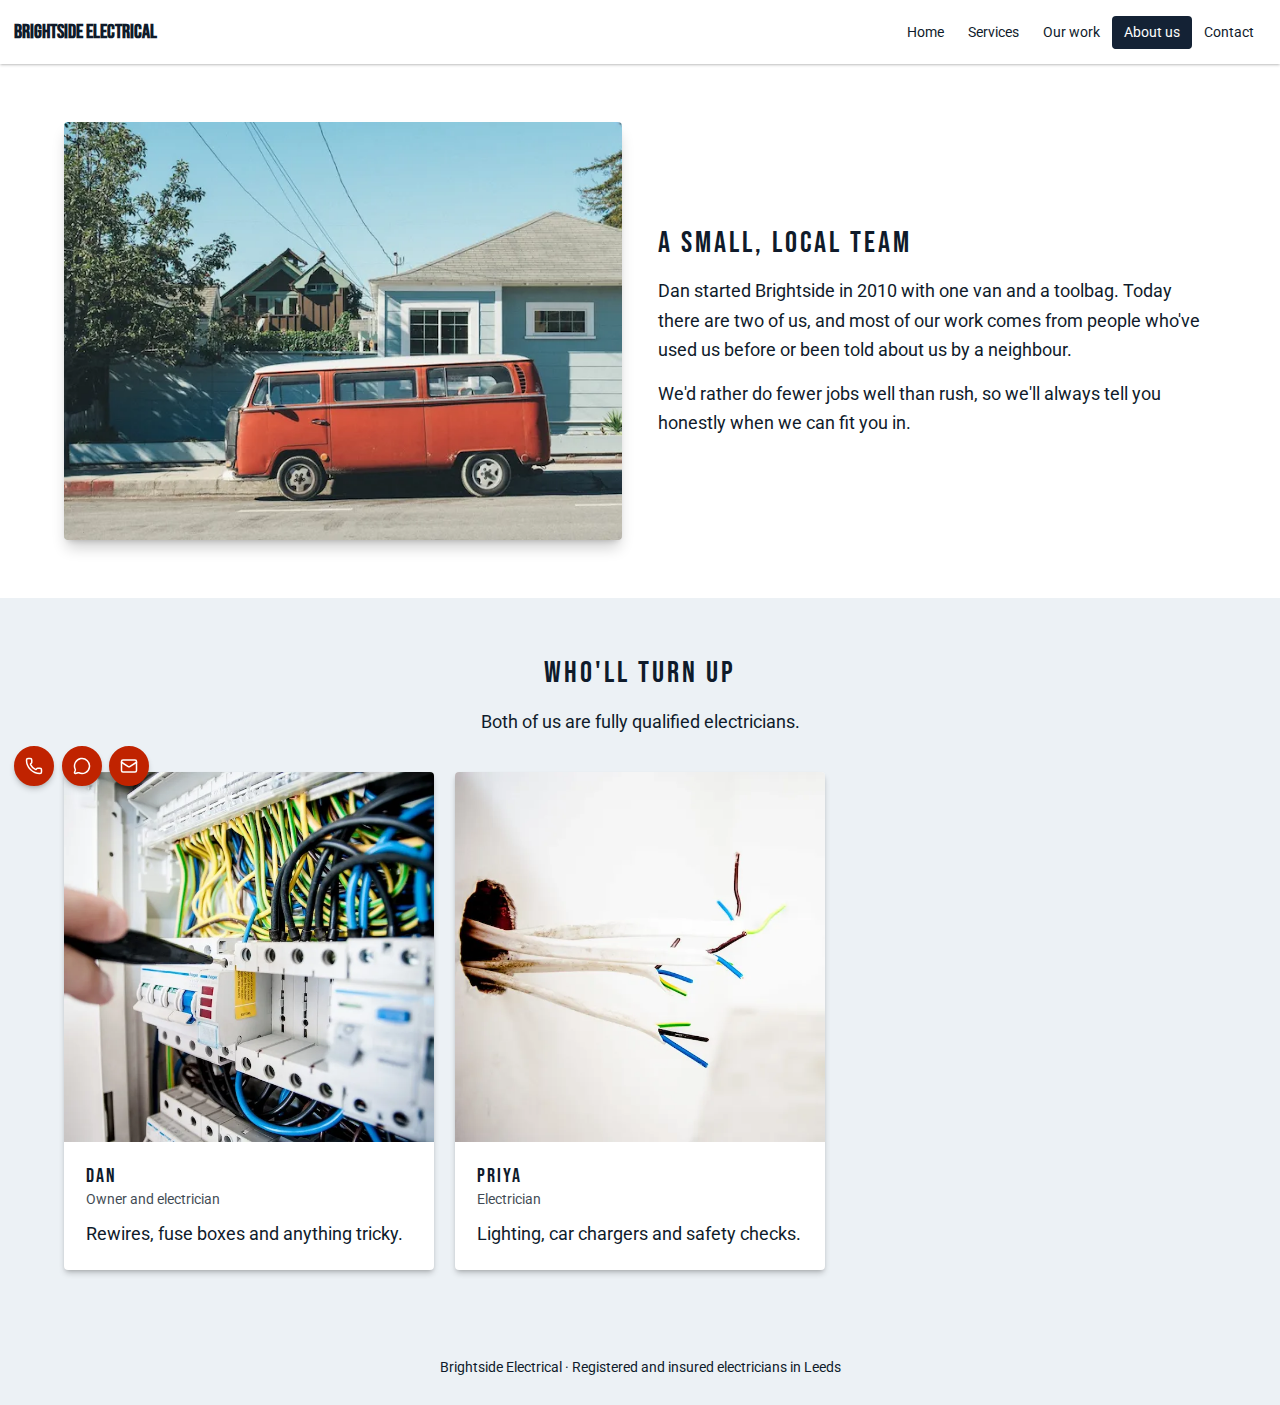 BRIGHTSIDE ELECTRICAL
Home Services Our work About us Contact
A SMALL, LOCAL TEAM
Dan started Brightside in 2010 with one van and a toolbag. Today
there are two of us, and most of our work comes from people who've
used us before or been told about us by a neighbour.
We'd rather do fewer jobs well than rush, so we'll always tell you
honestly when we can fit you in.
WHO'LL TURN UP
Both of us are fully qualified electricians.
DAN
Owner and electrician
Rewires, fuse boxes and anything tricky.
PRIYA
Electrician
Lighting, car chargers and safety checks.
Brightside Electrical · Registered and insured electricians in Leeds